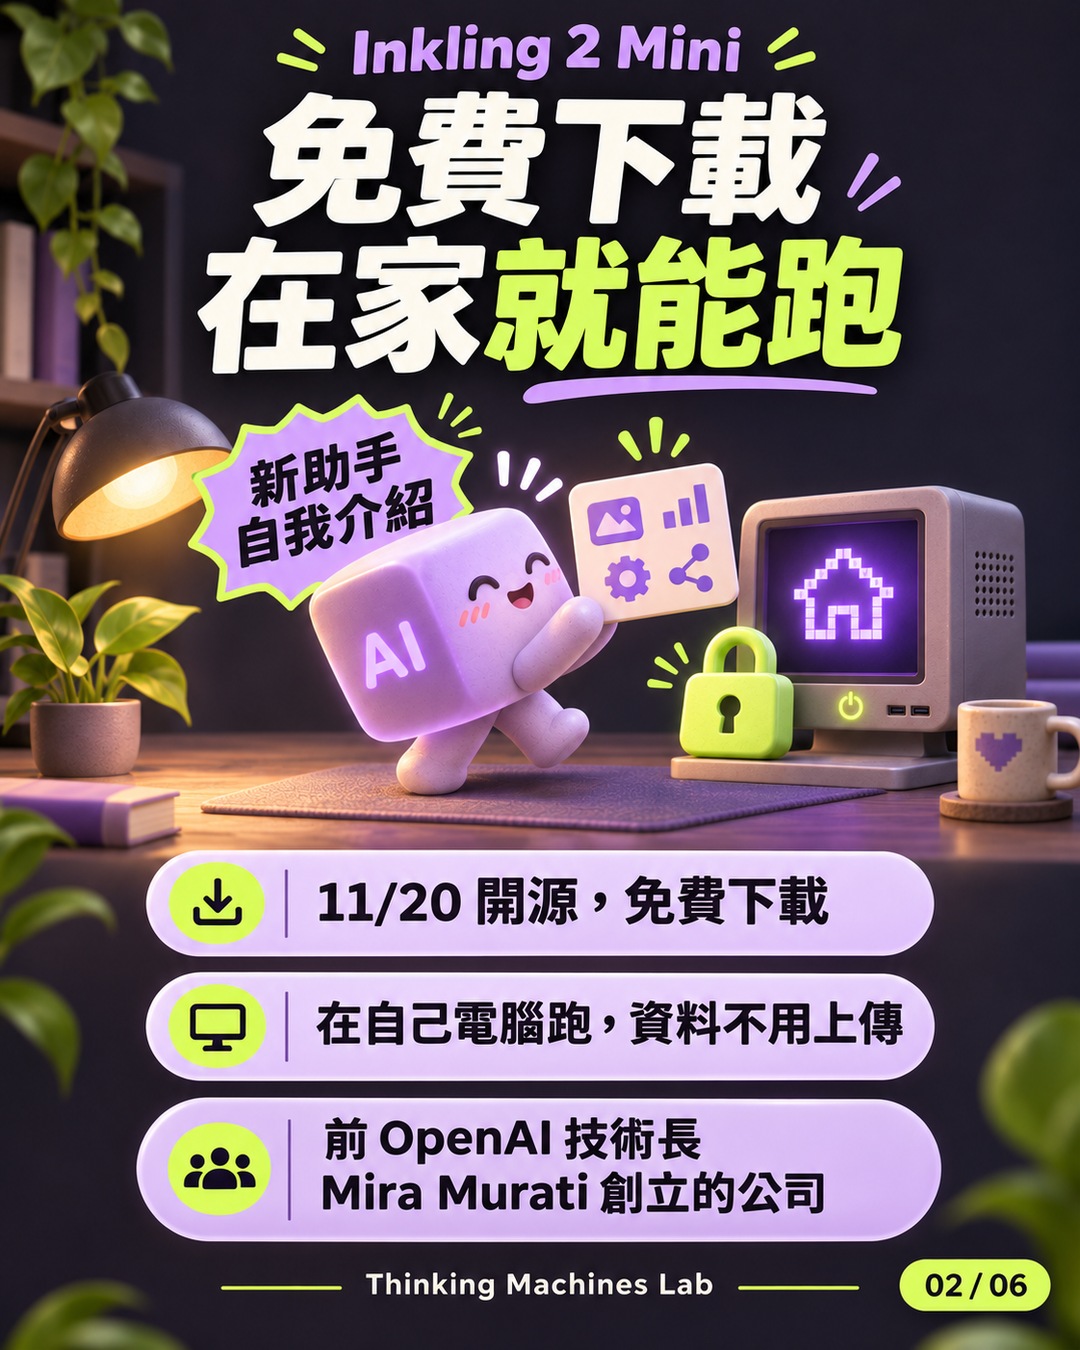 Inkling 2 Mini
免費下載
在家就能跑
新助手
自我介紹
AI
11/20 開源，免費下載
在自己電腦跑，資料不用上傳
前 OpenAI 技術長
Mira Murati 創立的公司
Thinking Machines Lab
02 / 06